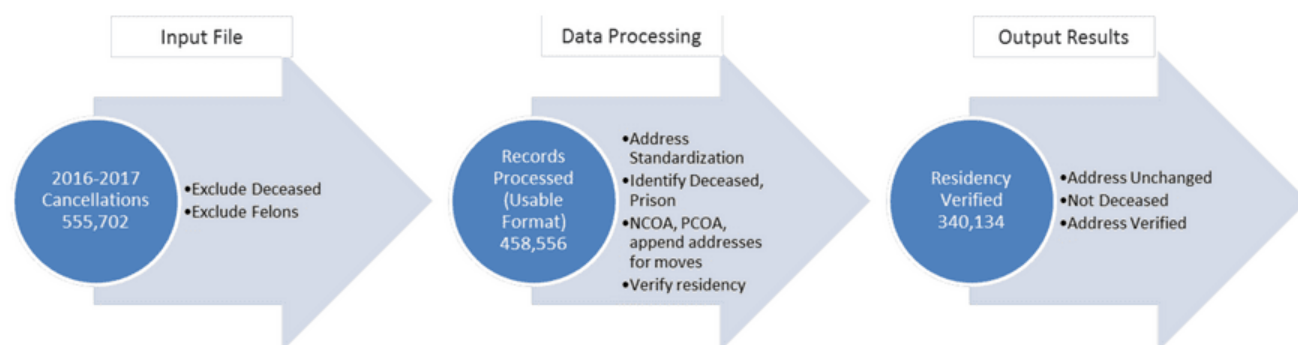 Input File
2016-2017
Cancellations
555,702
•Exclude Deceased
•Exclude Felons
Data Processing
Records
Processed
(Usable
Format)
458,556
•Address
Standardization
•Identify Deceased,
Prison
•NCOA, PCOA,
append addresses
for moves
•Verify residency
Output Results
Residency
Verified
340,134
•Address Unchanged
•Not Deceased
•Address Verified